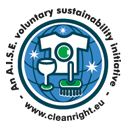 An A.I.S.E. voluntary sustainability initiative
- www.cleanright.eu -